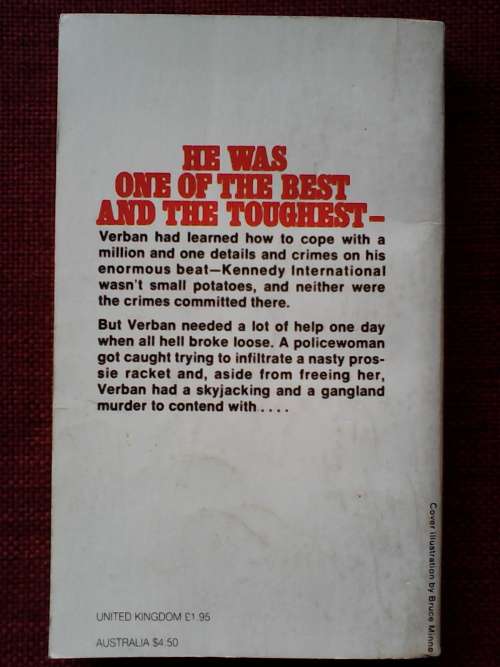 HE WAS
ONE OF THE BEST
AND THE TOUGHEST–
Verban had learned how to cope with a
million and one details and crimes on his
enormous beat—Kennedy International
wasn't small potatoes, and neither were
the crimes committed there.
But Verban needed a lot of help one day
when all hell broke loose. A policewoman
got caught trying to infiltrate a nasty pros-
sie racket and, aside from freeing her,
Verban had a skyjacking and a gangland
murder to contend with . . . .
Cover illustration by Bruce Minne
UNITED KINGDOM £1.95
AUSTRALIA $4.50